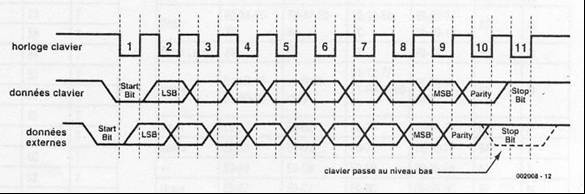 horloge clavier 1 2 3 4 5 6 7 8 9 10 11
données clavier Start Bit LSB MSB Parity Stop Bit
données externes Start Bit LSB MSB Parity Stop Bit
clavier passe au niveau bas
002008 - 12